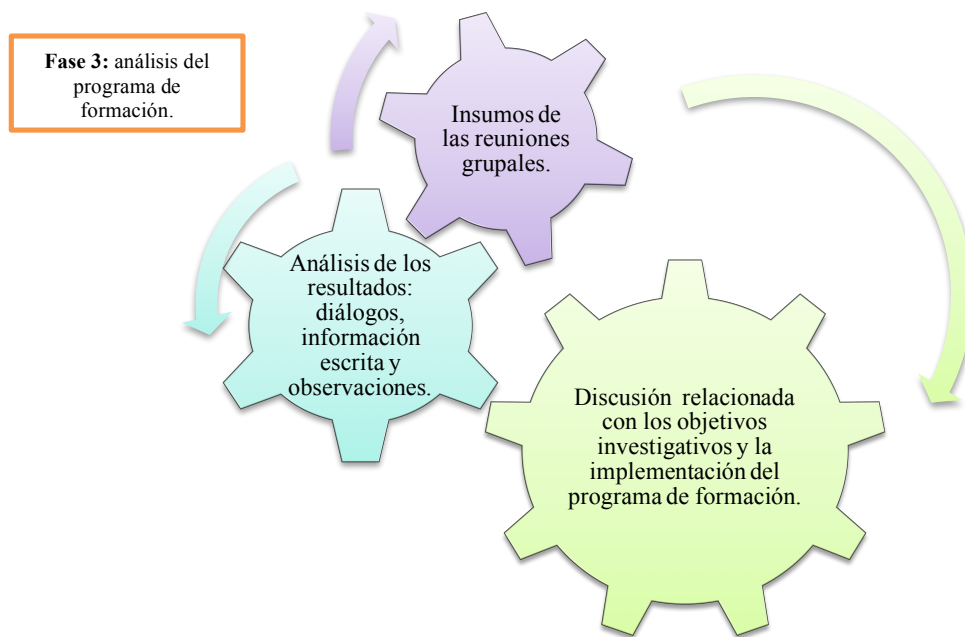 Fase 3: análisis del
programa de
formación.
Insumos de
las reuniones
grupales.
Análisis de los
resultados:
diálogos,
información
escrita y
observaciones.
Discusión relacionada
con los objetivos
investigativos y la
implementación del
programa de formación.